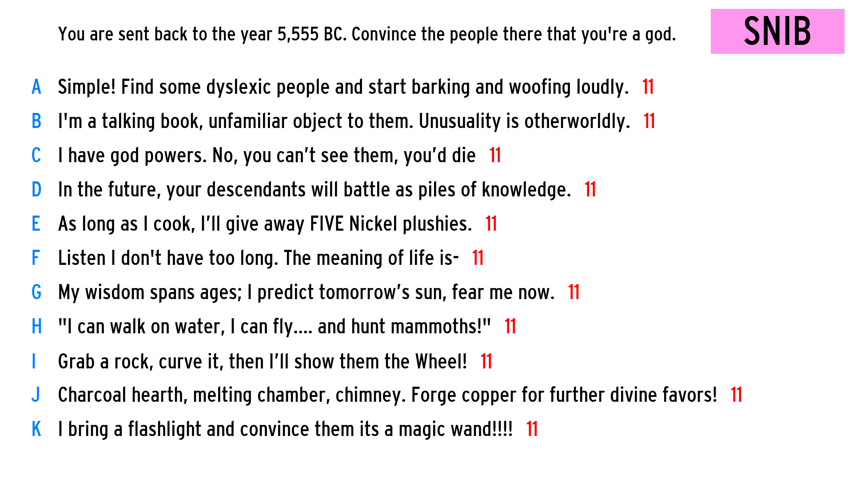 You are sent back to the year 5,555 BC. Convince the people there that you're a god.
SNIB
A Simple! Find some dyslexic people and start barking and woofing loudly. 11
B I'm a talking book, unfamiliar object to them. Unusuality is otherworldly. 11
C I have god powers. No, you can’t see them, you’d die 11
D In the future, your descendants will battle as piles of knowledge. 11
E As long as I cook, I’ll give away FIVE Nickel plushies. 11
F Listen I don't have too long. The meaning of life is- 11
G My wisdom spans ages; I predict tomorrow’s sun, fear me now. 11
H "I can walk on water, I can fly.... and hunt mammoths!" 11
I Grab a rock, curve it, then I’ll show them the Wheel! 11
J Charcoal hearth, melting chamber, chimney. Forge copper for further divine favors! 11
K I bring a flashlight and convince them its a magic wand!!!! 11